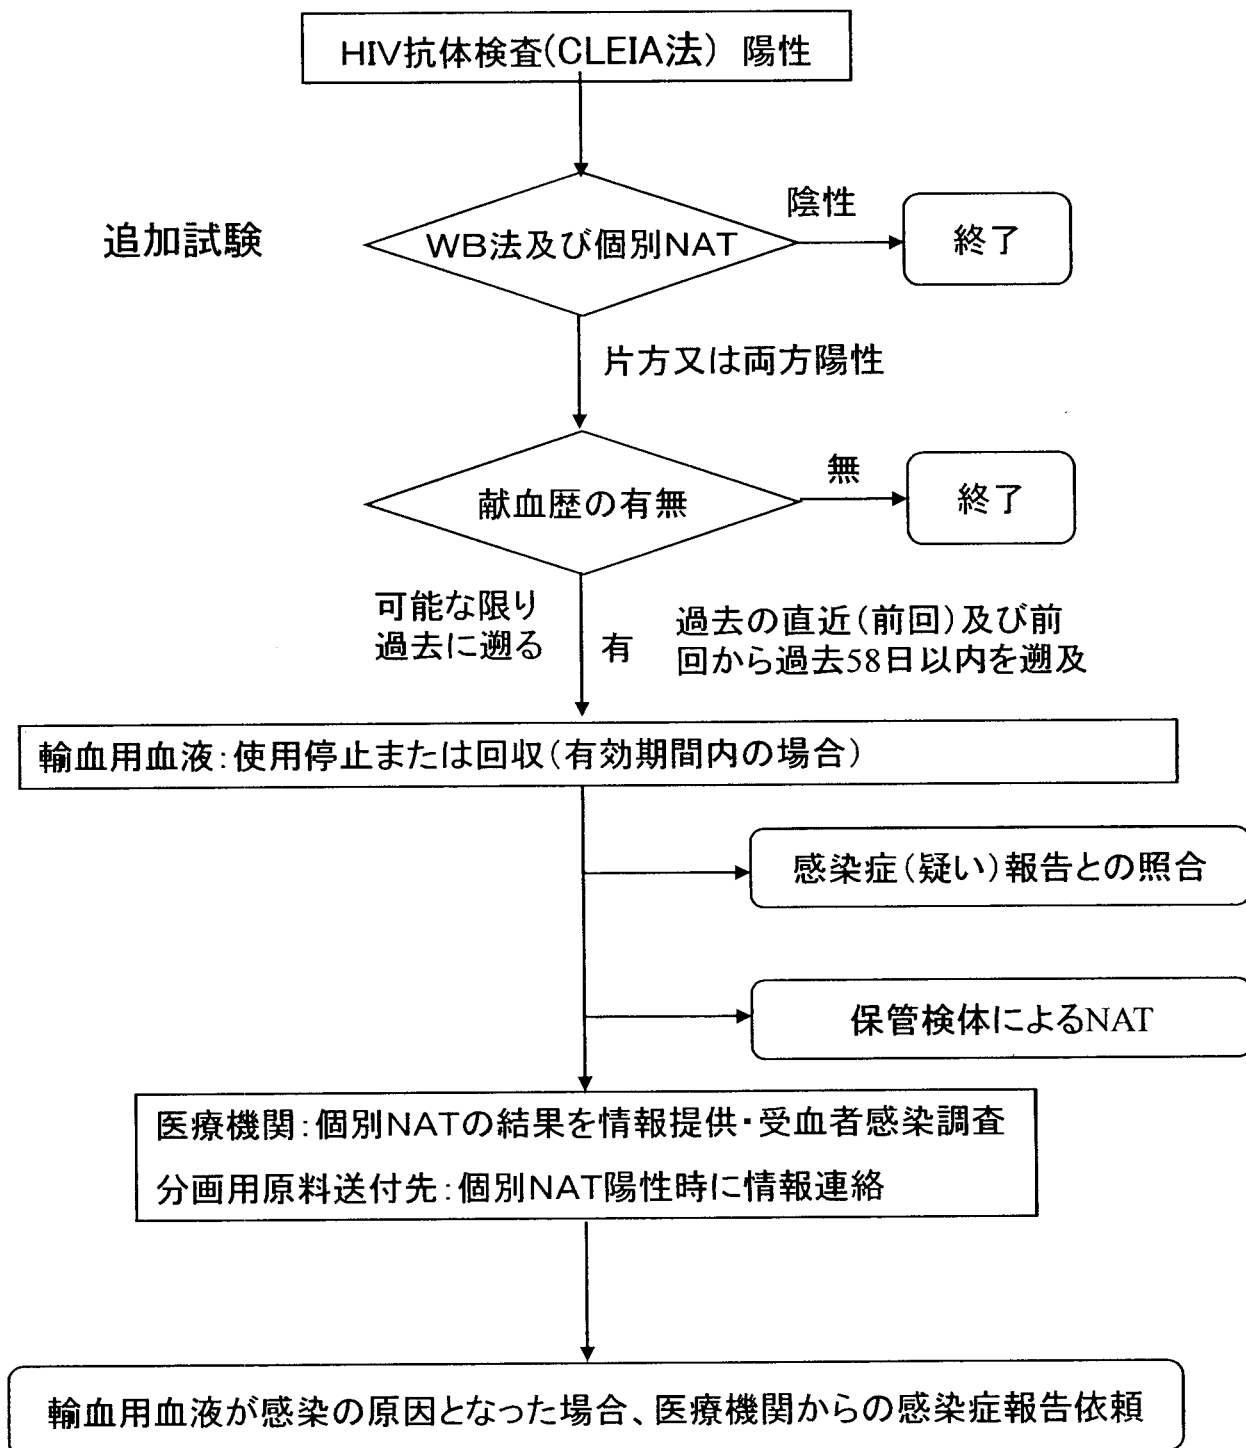 HIV抗体検査(CLEIA法) 陽性
追加試験
WB法及び個別NAT
陰性
終了
片方又は両方陽性
献血歴の有無
無
終了
可能な限り
過去に遡る
有
過去の直近(前回)及び前
回から過去58日以内を遡及
輸血用血液:使用停止または回収(有効期間内の場合)
感染症(疑い)報告との照合
保管検体によるNAT
医療機関:個別NATの結果を情報提供・受血者感染調査
分画用原料送付先:個別NAT陽性時に情報連絡
輸血用血液が感染の原因となった場合、医療機関からの感染症報告依頼